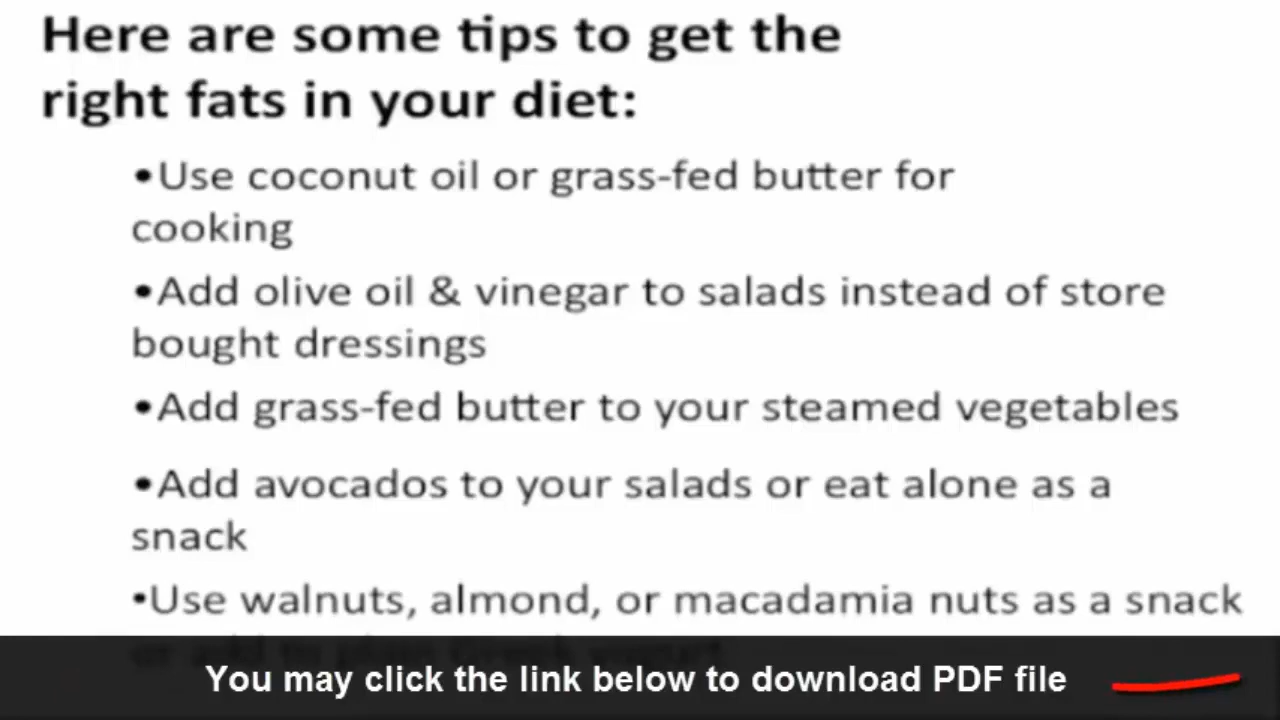 Here are some tips to get the
right fats in your diet:
•Use coconut oil or grass-fed butter for
cooking
•Add olive oil & vinegar to salads instead of store
bought dressings
•Add grass-fed butter to your steamed vegetables
•Add avocados to your salads or eat alone as a
snack
•Use walnuts, almond, or macadamia nuts as a snack
You may click the link below to download PDF file